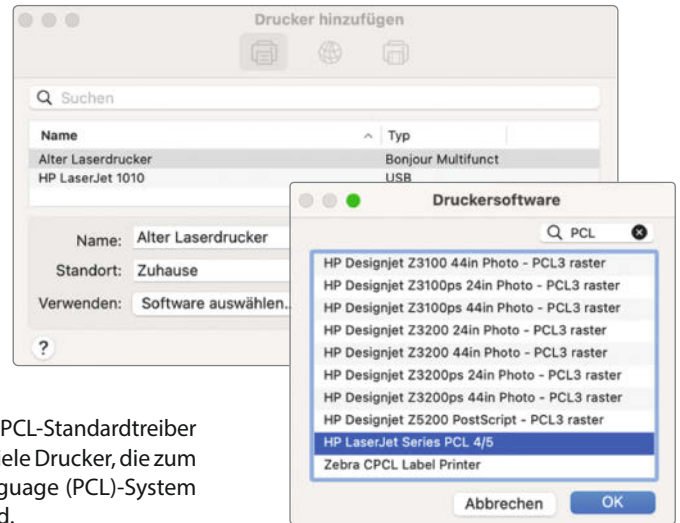 Drucker hinzufügen
Suchen
Name Typ
Alter Laserdrucker Bonjour Multifunct
HP LaserJet 1010 USB
Name: Alter Laserdrucker
Standort: Zuhause
Verwenden: Software auswählen..
?
Druckersoftware
PCL
HP Designjet Z3100 44in Photo - PCL3 raster
HP Designjet Z3100ps 24in Photo - PCL3 raster
HP Designjet Z3100ps 44in Photo - PCL3 raster
HP Designjet Z3200 24in Photo - PCL3 raster
HP Designjet Z3200 44in Photo - PCL3 raster
HP Designjet Z3200ps 24in Photo - PCL3 raster
HP Designjet Z3200ps 44in Photo - PCL3 raster
HP Designjet Z5200 PostScript - PCL3 raster
HP LaserJet Series PCL 4/5
Zebra CPCL Label Printer
Abbrechen OK
PCL-Standardtreiber
iele Drucker, die zum
guage (PCL)-System
d.